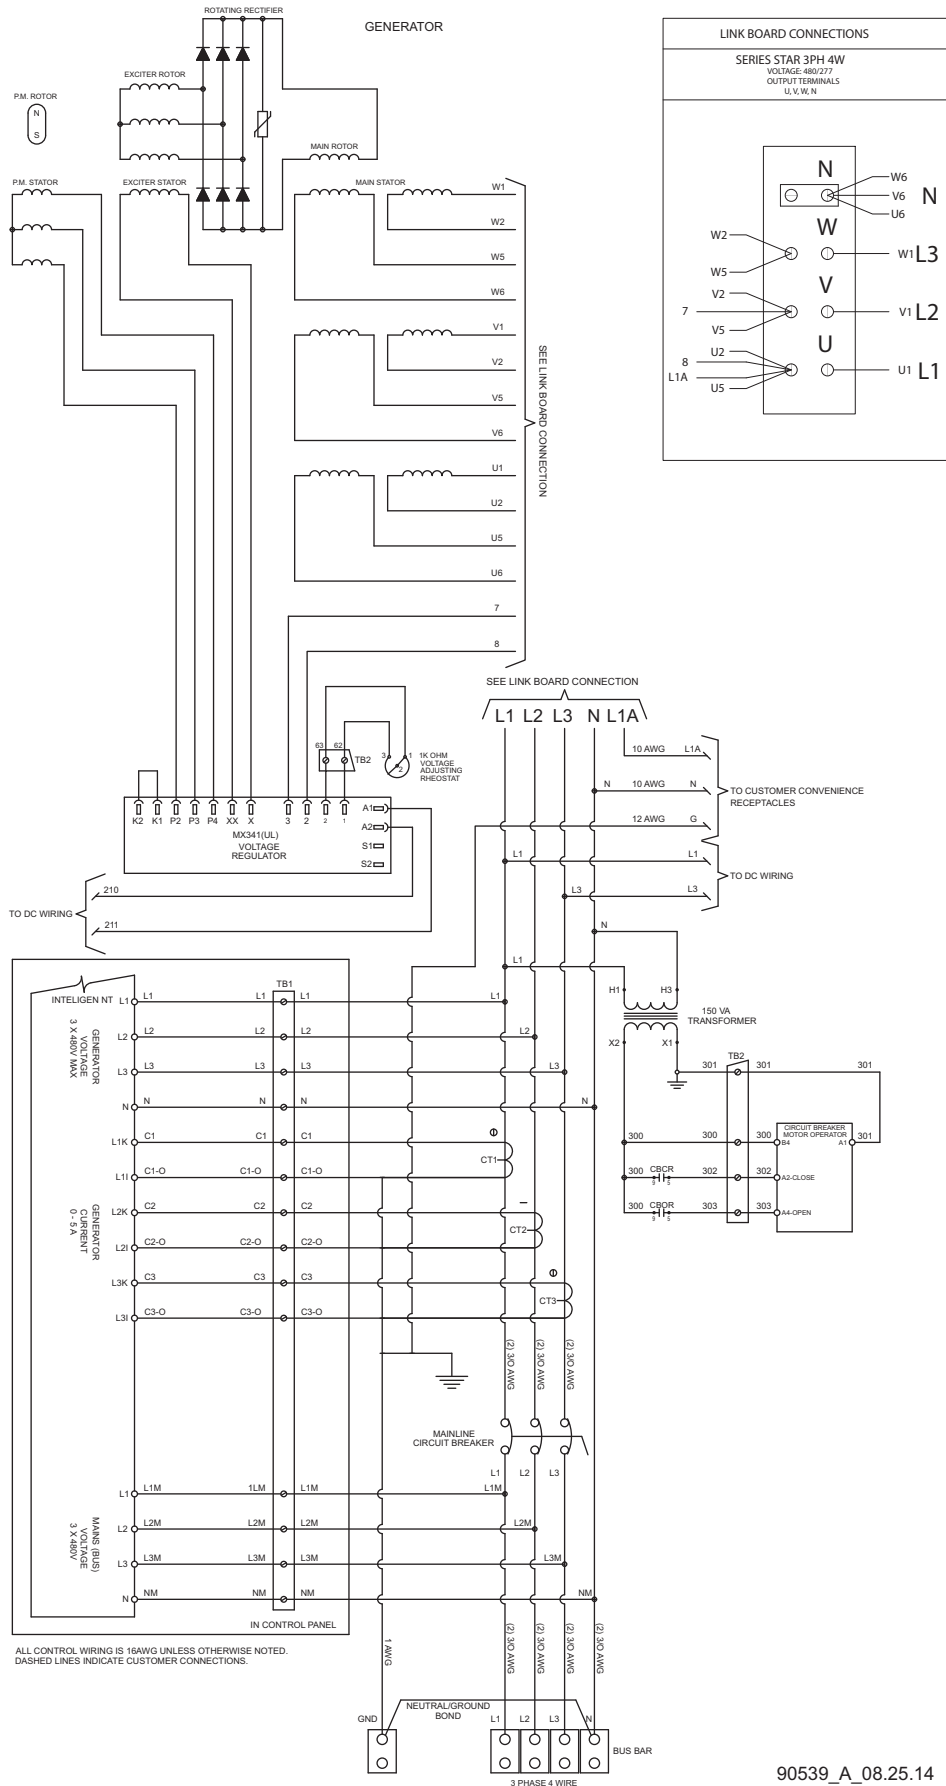 ROTATING RECTIFIER
GENERATOR
LINK BOARD CONNECTIONS
SERIES STAR 3PH 4W
VOLTAGE: 480/277
OUTPUT TERMINALS
U, V, W, N
EXCITER ROTOR
P.M. ROTOR
N
S
MAIN ROTOR
P.M. STATOR
EXCITER STATOR
MAIN STATOR
W1
W2
W5
W6
V1
V2
V5
V6
U1
U2
U5
U6
7
8
SEE LINK BOARD CONNECTION
N
W6
V6
N
U6
W
W2
W5
W1 L3
V
V2
7
V5
V1 L2
U
U2
8
L1A
U5
U1 L1
SEE LINK BOARD CONNECTION
L1 L2 L3 N L1A
63 62
TB2
3 1
2
1K OHM
VOLTAGE
ADJUSTING
RHEOSTAT
10 AWG L1A
N 10 AWG N
TO CUSTOMER CONVENIENCE
RECEPTACLES
12 AWG G
K2 K1 P2 P3 P4 XX X 3 2 2 1
A1
A2
S1
S2
MX341(UL)
VOLTAGE
REGULATOR
L1 L1
TO DC WIRING
L3 L3
210
TO DC WIRING
211
N
L1
INTELIGEN NT
TB1
L1 L1 L1 L1 L1
GENERATOR
VOLTAGE
3 X 480V MAX
L2 L2 L2 L2 L2
L3 L3 L3 L3 L3
N N N N N
H1 H3
150 VA
TRANSFORMER
X2 X1
TB2
301 301 301
300 300 300 B4
CIRCUIT BREAKER
MOTOR OPERATOR
A1 301
300 CBCR 302 302 A2-CLOSE
9 5
300 CBOR 303 303 A4-OPEN
9 5
L1K C1 C1 C1
CT1
L1I C1-O C1-O C1-O
GENERATOR
CURRENT
0 - 5 A
L2K C2 C2 C2
CT2
L2I C2-O C2-O C2-O
L3K C3 C3 C3
CT3
L3I C3-O C3-O C3-O
(2) 3/O AWG
(2) 3/O AWG
(2) 3/O AWG
MAINLINE
CIRCUIT BREAKER
L1 L2 L3
MAINS (BUS)
VOLTAGE
3 X 480V
L1 L1M 1LM L1M L1M
L2 L2M L2M L2M L2M
L3 L3M L3M L3M L3M
N NM NM NM NM
IN CONTROL PANEL
ALL CONTROL WIRING IS 16AWG UNLESS OTHERWISE NOTED.
DASHED LINES INDICATE CUSTOMER CONNECTIONS.
1 AWG
(2) 3/O AWG
(2) 3/O AWG
(2) 3/O AWG
(2) 3/O AWG
NEUTRAL/GROUND
BOND
GND
L1 L2 L3 N
BUS BAR
3 PHASE 4 WIRE
90539_A_08.25.14